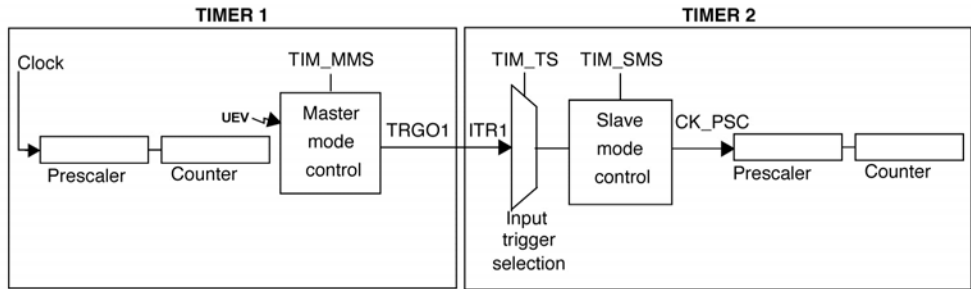 TIMER 1
Clock
TIM_MMS
UEV
Master
mode
control
TRGO1
Prescaler
Counter
TIMER 2
TIM_TS
TIM_SMS
ITR1
Input
trigger
selection
Slave
mode
control
CK_PSC
Prescaler
Counter